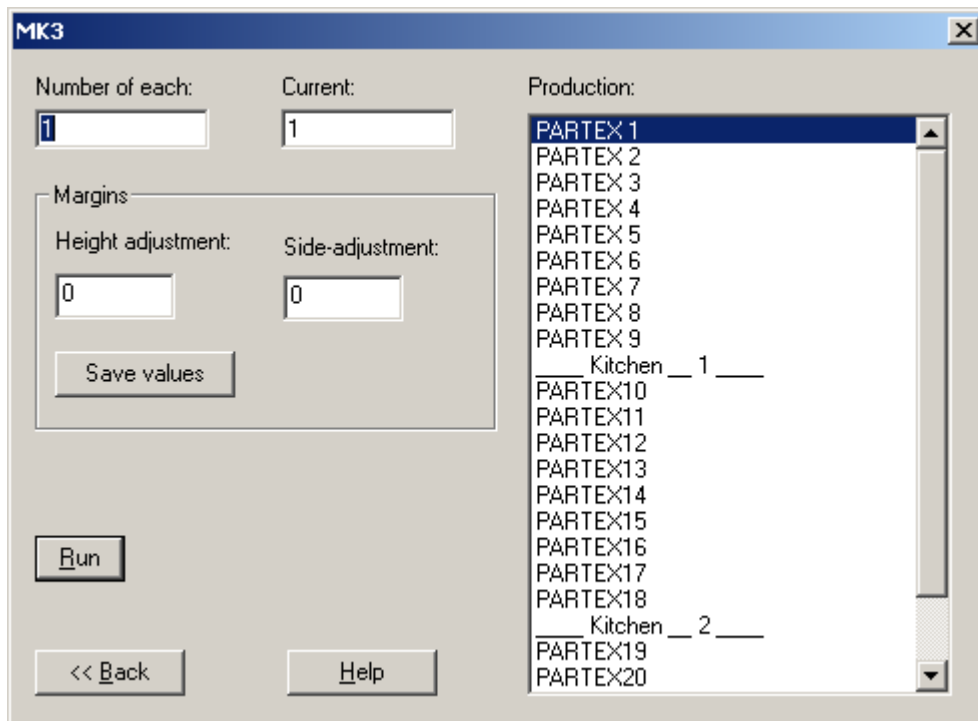 MK3
Number of each:
1
Current:
1
Margins
Height adjustment:
0
Side-adjustment:
0
Save values
Run
<< Back
Help
Production:
PARTEX 1
PARTEX 2
PARTEX 3
PARTEX 4
PARTEX 5
PARTEX 6
PARTEX 7
PARTEX 8
PARTEX 9
____ Kitchen __ 1 ____
PARTEX10
PARTEX11
PARTEX12
PARTEX13
PARTEX14
PARTEX15
PARTEX16
PARTEX17
PARTEX18
____ Kitchen __ 2 ____
PARTEX19
PARTEX20